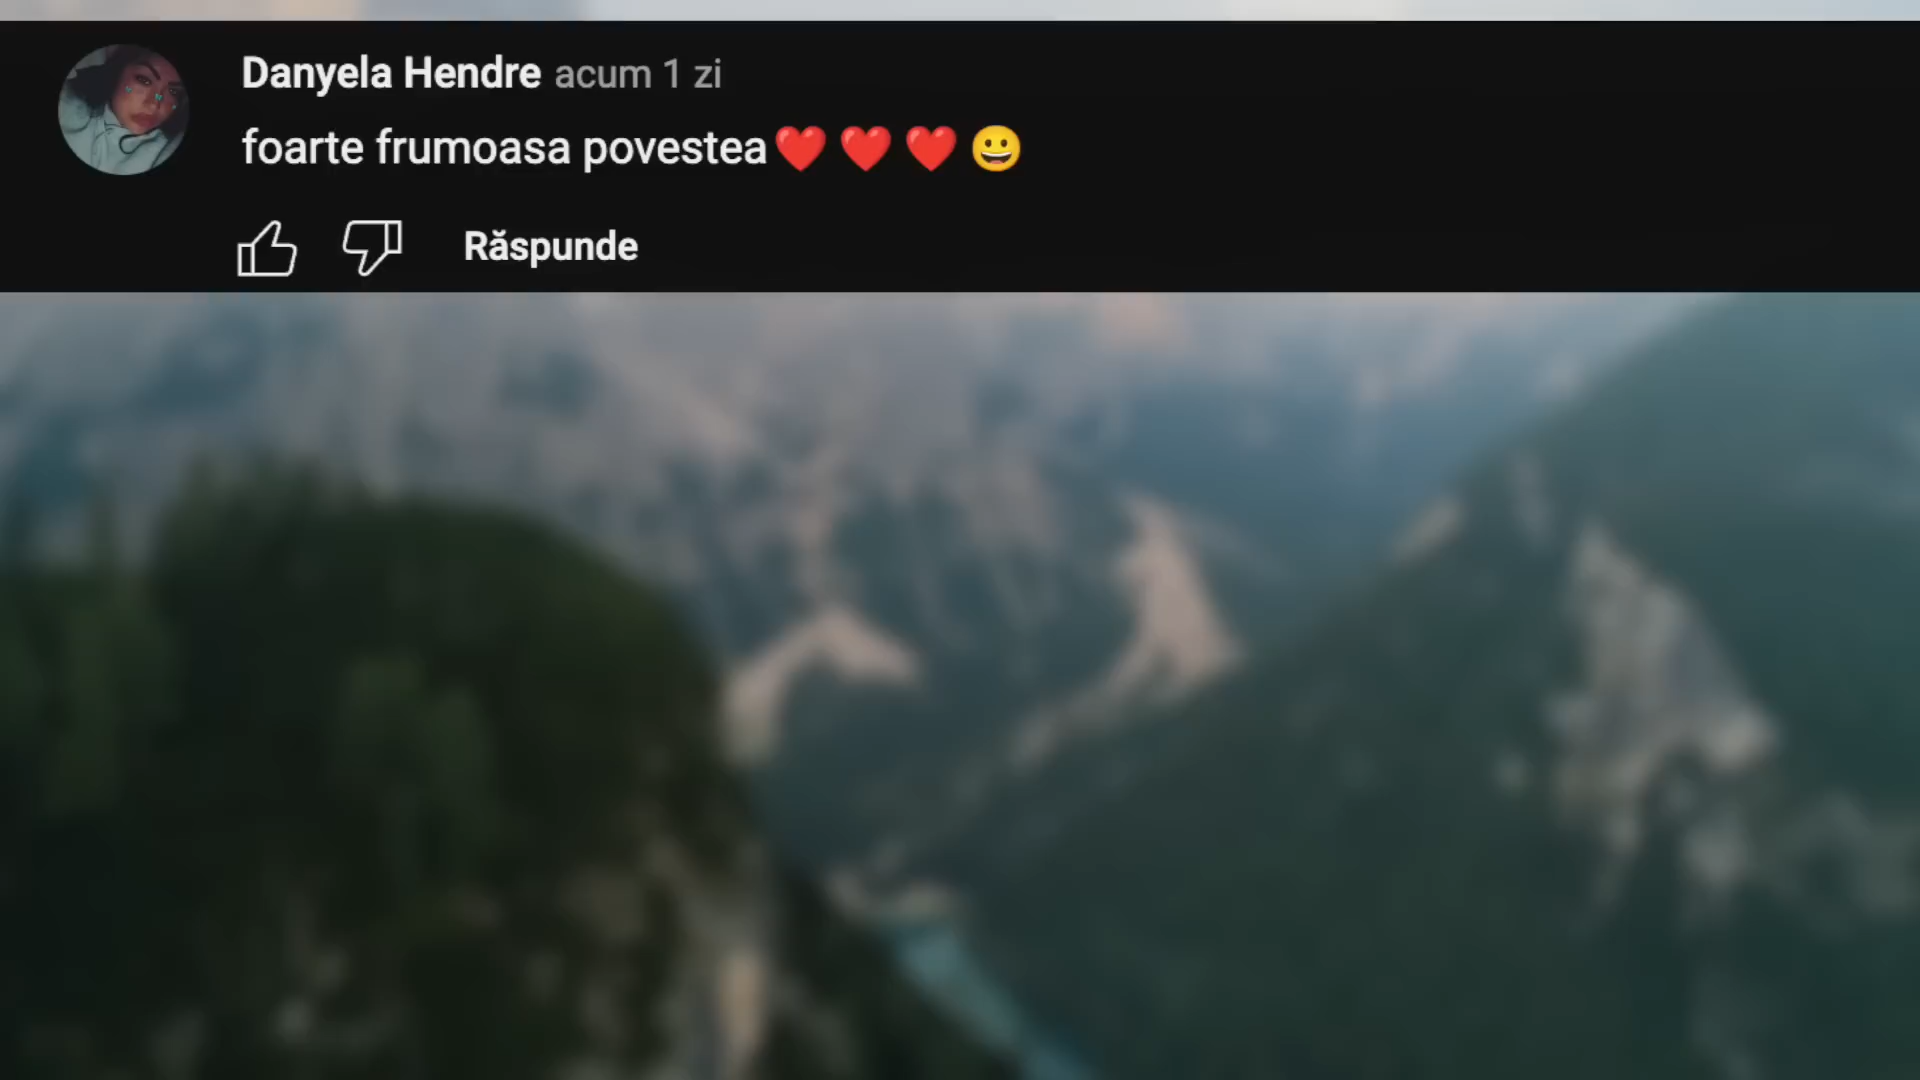 Danyela Hendre acum 1 zi
foarte frumoasa povestea❤️❤️❤️😀
Răspunde